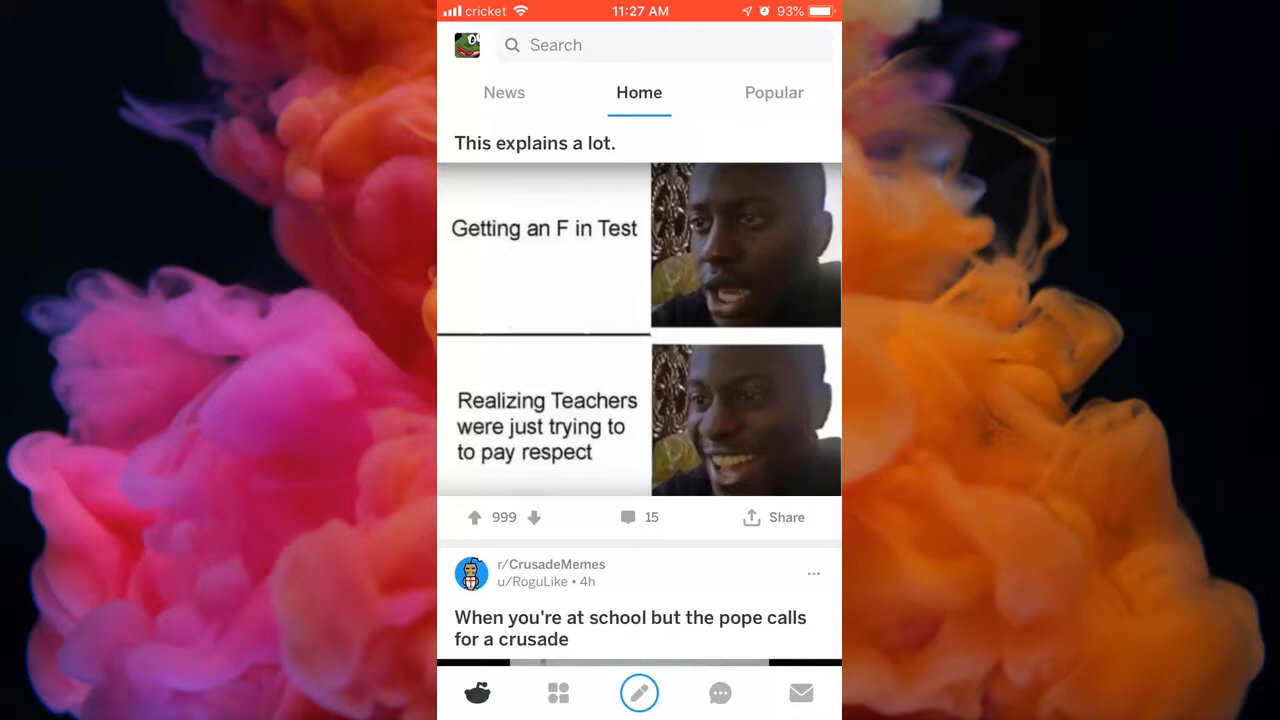 cricket 11:27 AM 93%
Search
News Home Popular
This explains a lot.
Getting an F in Test
Realizing Teachers
were just trying to
to pay respect
999 15 Share
r/CrusadeMemes
u/RoguLike • 4h
When you're at school but the pope calls
for a crusade